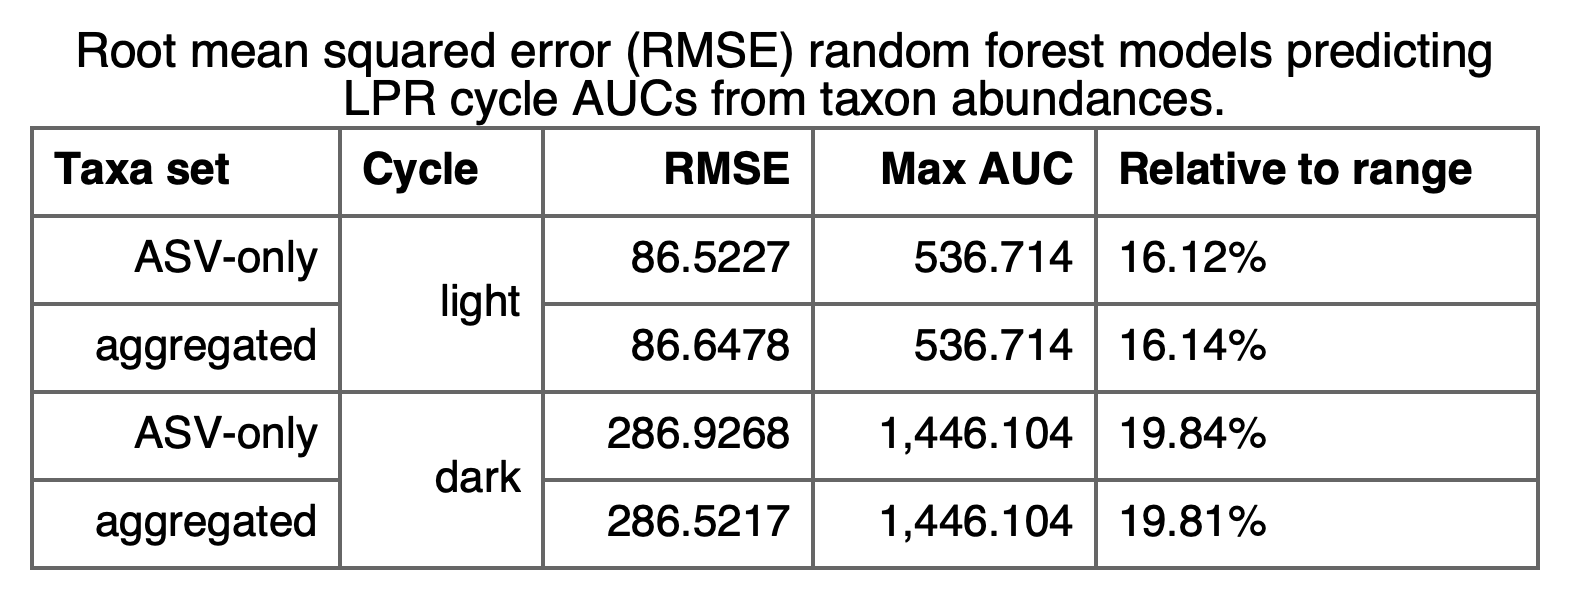 Root mean squared error (RMSE) random forest models predicting
LPR cycle AUCs from taxon abundances.
Taxa set Cycle RMSE Max AUC Relative to range
ASV-only light 86.5227 536.714 16.12%
aggregated 86.6478 536.714 16.14%
ASV-only dark 286.9268 1,446.104 19.84%
aggregated 286.5217 1,446.104 19.81%